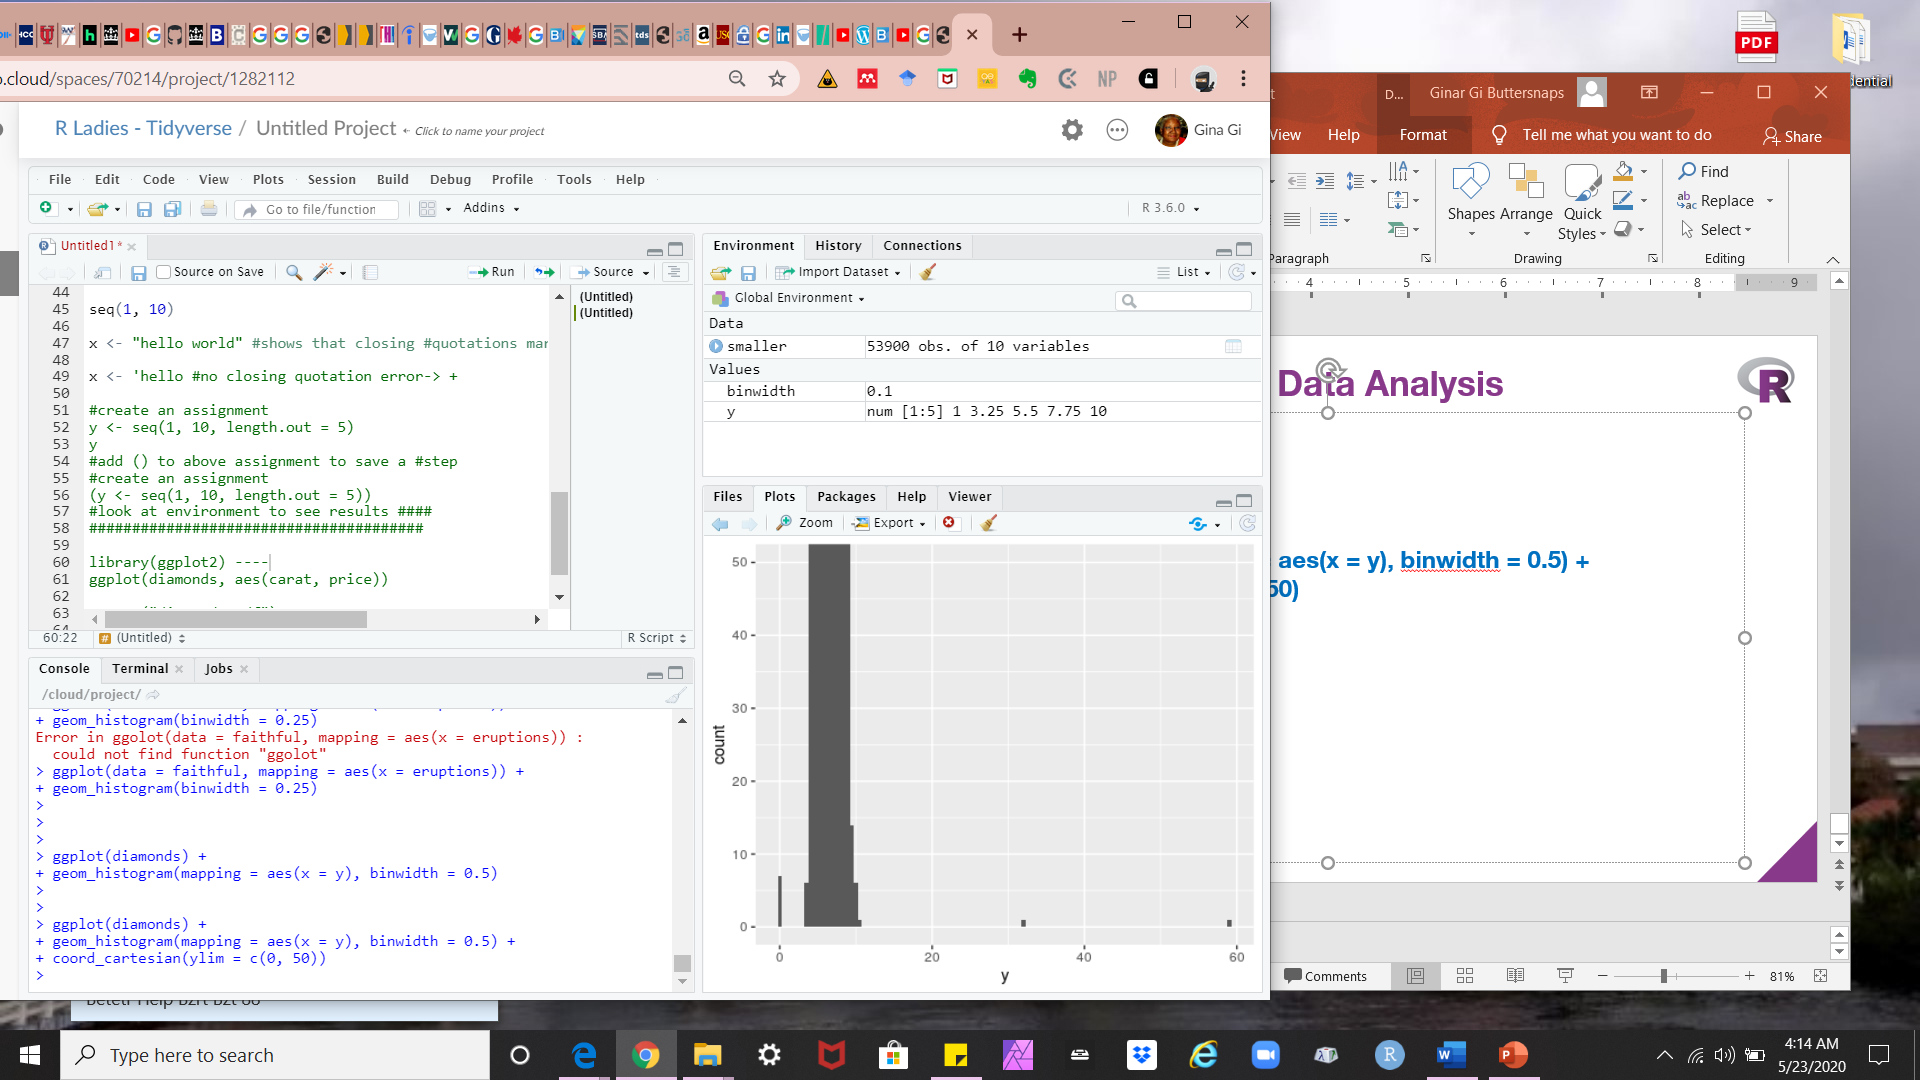 o.cloud/spaces/70214/project/1282112
NP
PDF
dential
R Ladies - Tidyverse / Untitled Project ← Click to name your project
Gina Gi
File Edit Code View Plots Session Build Debug Profile Tools Help
Go to file/function
Addins
R 3.6.0
Untitled1*
Source on Save
Run
Source
44
45 seq(1, 10)
46
47 x <- "hello world" #shows that closing #quotations mar
48
49 x <- 'hello #no closing quotation error-> +
50
51 #create an assignment
52 y <- seq(1, 10, length.out = 5)
53 y
54 #add () to above assignment to save a #step
55 #create an assignment
56 (y <- seq(1, 10, length.out = 5))
57 #look at environment to see results ####
58 #######################################
59
60 library(ggplot2) ----
61 ggplot(diamonds, aes(carat, price))
62
63
64
(Untitled)
(Untitled)
60:22 # (Untitled)
R Script
Console Terminal Jobs
/cloud/project/
+ geom_histogram(binwidth = 0.25)
Error in ggolot(data = faithful, mapping = aes(x = eruptions)) :
could not find function "ggolot"
> ggplot(data = faithful, mapping = aes(x = eruptions)) +
+ geom_histogram(binwidth = 0.25)
>
>
>
> ggplot(diamonds) +
+ geom_histogram(mapping = aes(x = y), binwidth = 0.5)
>
>
> ggplot(diamonds) +
+ geom_histogram(mapping = aes(x = y), binwidth = 0.5) +
+ coord_cartesian(ylim = c(0, 50))
>
Environment History Connections
Import Dataset
List
Global Environment
Data
smaller 53900 obs. of 10 variables
Values
binwidth 0.1
y num [1:5] 1 3.25 5.5 7.75 10
Files Plots Packages Help Viewer
Zoom Export
50
40
30
20
10
0
count
0 20 40 60
y
D... Ginar Gi Buttersnaps
View Help Format Tell me what you want to do Share
Shapes Arrange Quick Styles
Find
Replace
Select
Paragraph Drawing Editing
4 5 6 7 8 9
Data Analysis
R
aes(x = y), binwidth = 0.5) +
50)
Comments
81%
Type here to search
4:14 AM
5/23/2020